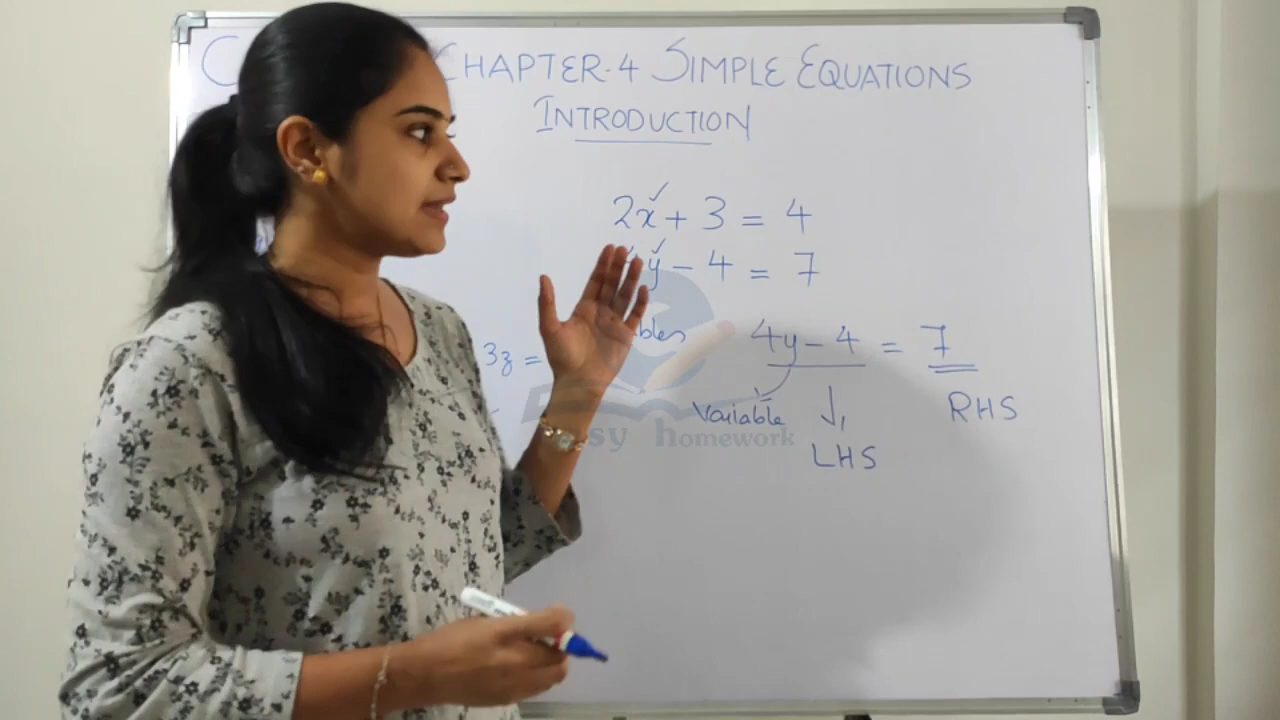 CHAPTER-4 SIMPLE EQUATIONS
INTRODUCTION
2x + 3 = 4
y - 4 = 7
4y - 4 = 7
3z =
Variable
RHS
LHS
homework